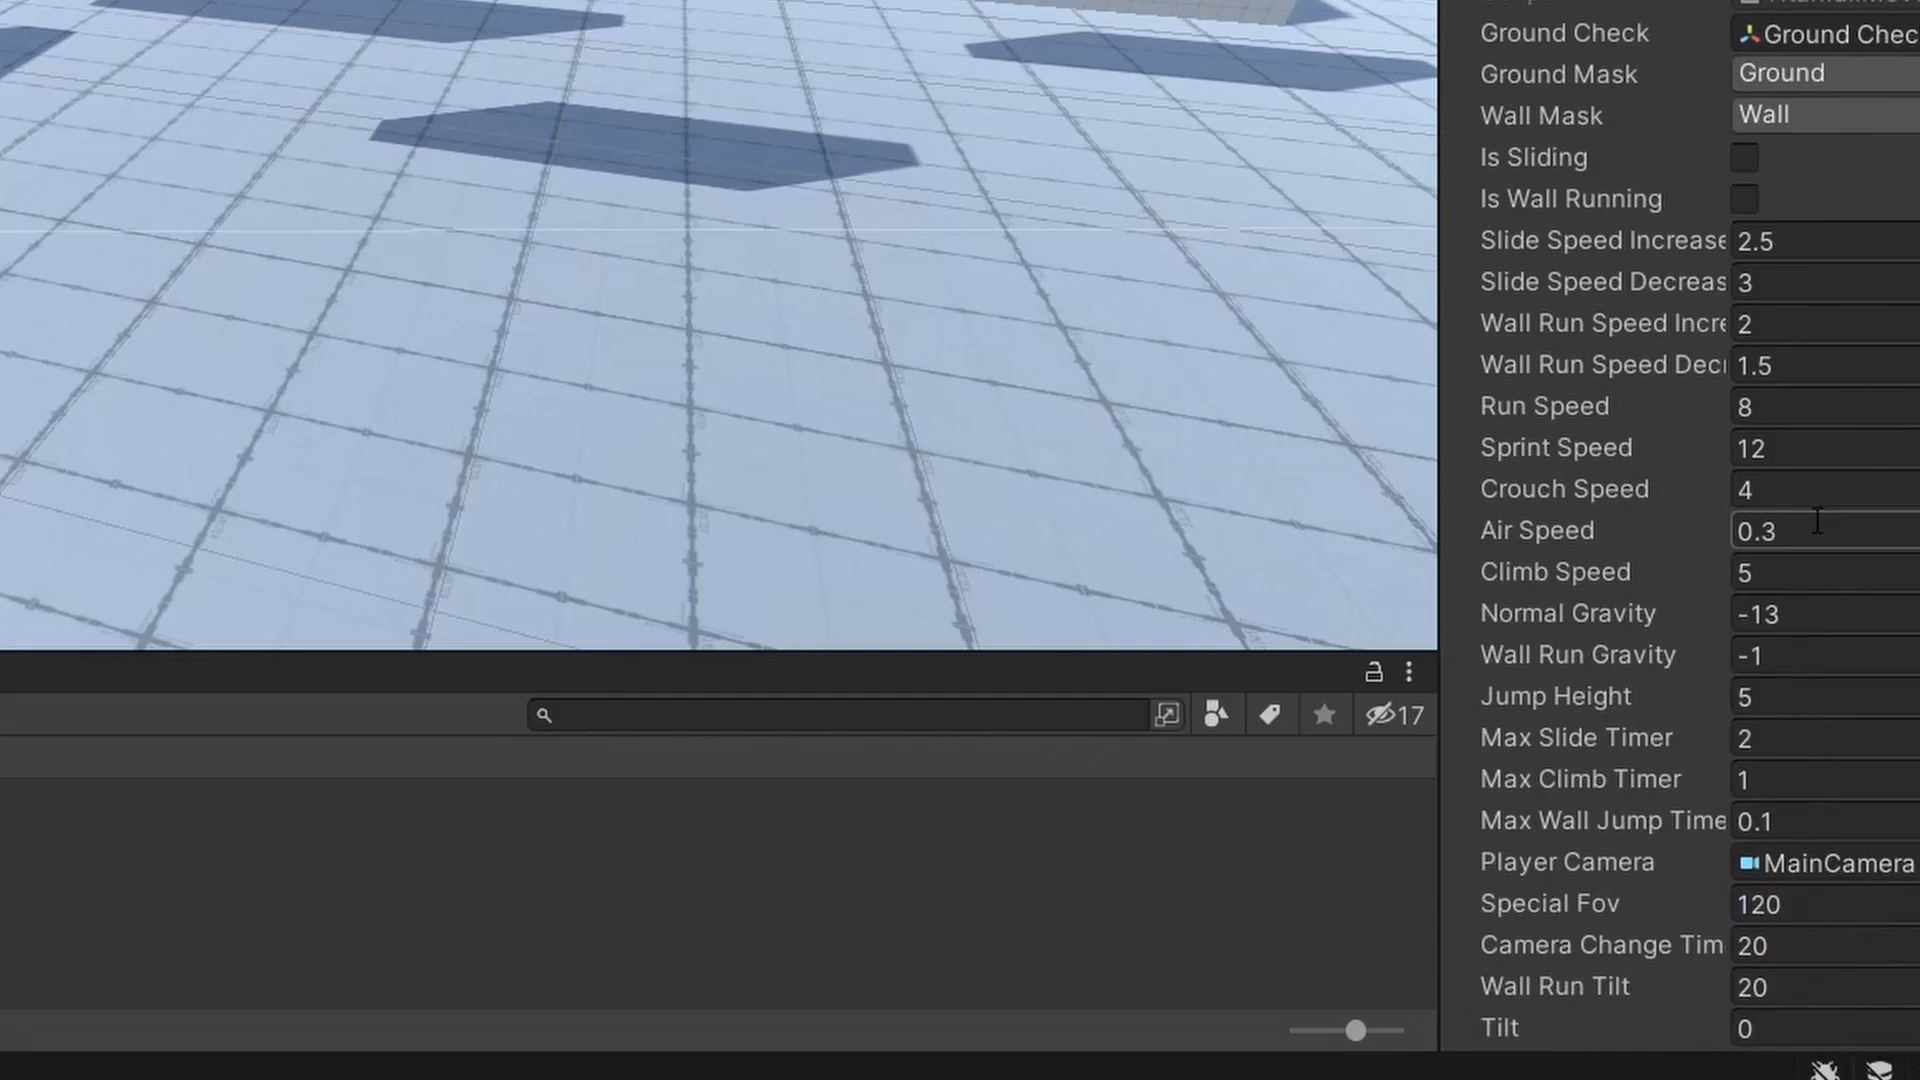 Ground Check Ground Chec
Ground Mask Ground
Wall Mask Wall
Is Sliding
Is Wall Running
Slide Speed Increase 2.5
Slide Speed Decreas 3
Wall Run Speed Incre 2
Wall Run Speed Decr 1.5
Run Speed 8
Sprint Speed 12
Crouch Speed 4
Air Speed 0.3
Climb Speed 5
Normal Gravity -13
Wall Run Gravity -1
Jump Height 5
17
Max Slide Timer 2
Max Climb Timer 1
Max Wall Jump Time 0.1
Player Camera MainCamera
Special Fov 120
Camera Change Tim 20
Wall Run Tilt 20
Tilt 0